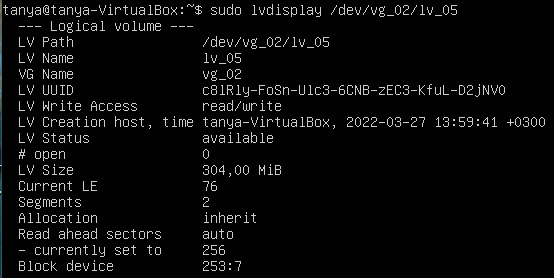 tanya@tanya-VirtualBox:~$ sudo lvdisplay /dev/vg_02/lv_05
--- Logical volume ---
LV Path /dev/vg_02/lv_05
LV Name lv_05
VG Name vg_02
LV UUID c8lRly-FoSn-Ulc3-6CNB-zEC3-KfuL-D2jNVO
LV Write Access read/write
LV Creation host, time tanya-VirtualBox, 2022-03-27 13:59:41 +0300
LV Status available
# open 0
LV Size 304,00 MiB
Current LE 76
Segments 2
Allocation inherit
Read ahead sectors auto
- currently set to 256
Block device 253:7